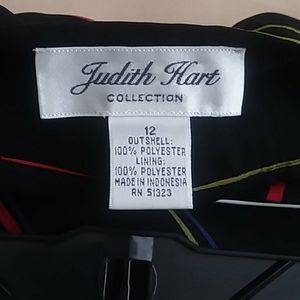 Judith Hart
COLLECTION
12
OUTSHELL:
100% POLYESTER
LINING:
100% POLYESTER
MADE IN INDONESIA
RN 51323